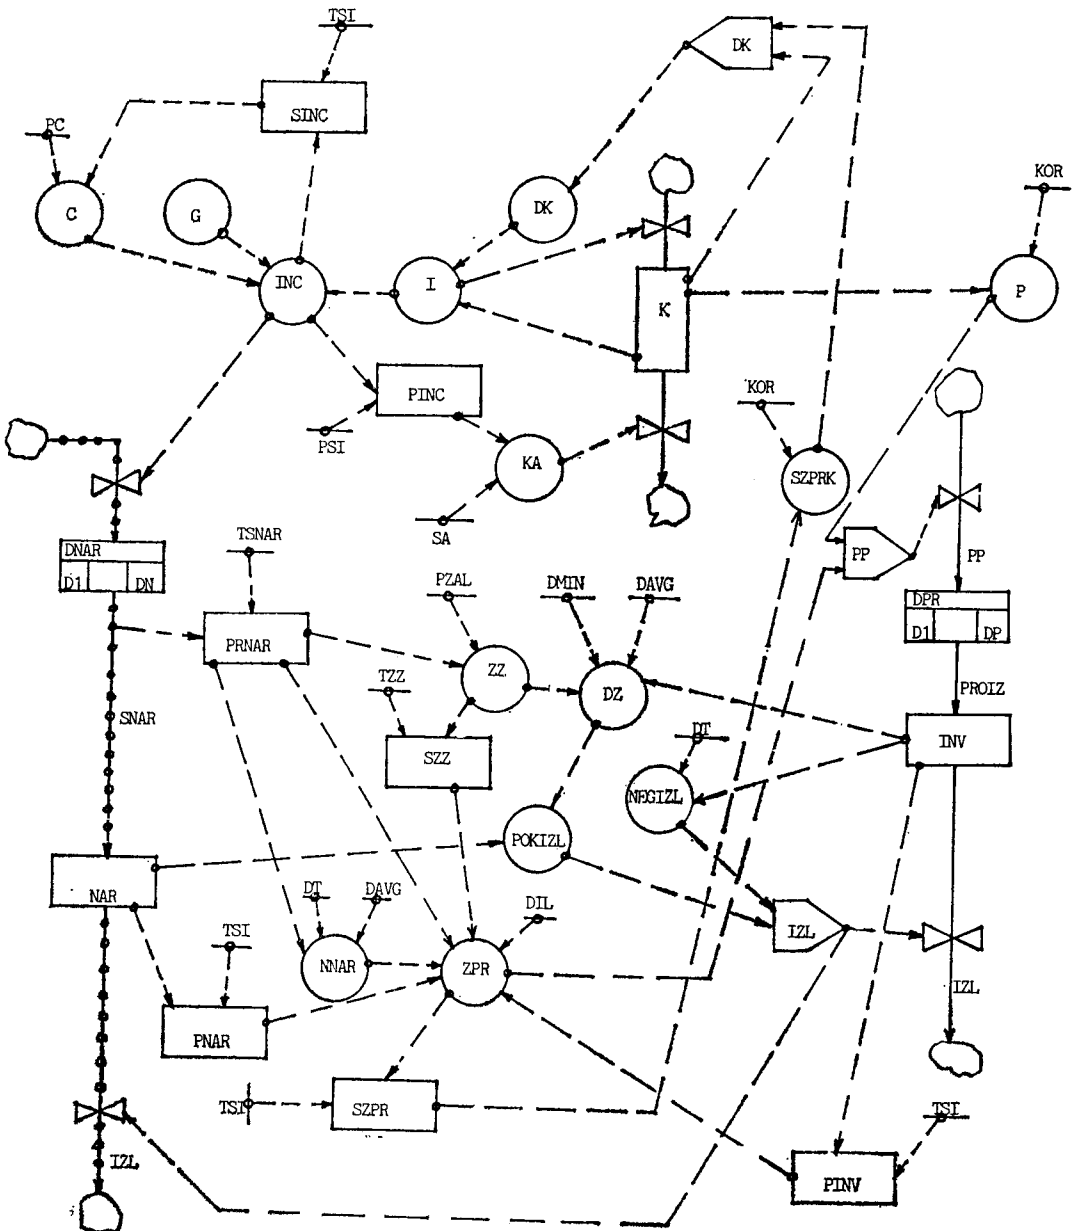 TSI
DK
SINC
PC
KOR
C
G
DK
INC
I
K
P
PINC
KOR
PSI
KA
SZPRK
SA
DNAR
D1
DN
TSNAR
PP
PP
PZAL
DMIN
DAVG
DPR
D1
DP
PRNAR
ZZ
DZ
PROIZ
TZZ
SNAR
SZZ
DT
INV
NEGIZL
POKIZL
NAR
DT
DAVG
DIL
TSI
IZL
NNAR
ZPR
IZL
PNAR
TSI
SZPR
TSI
IZL
PINV